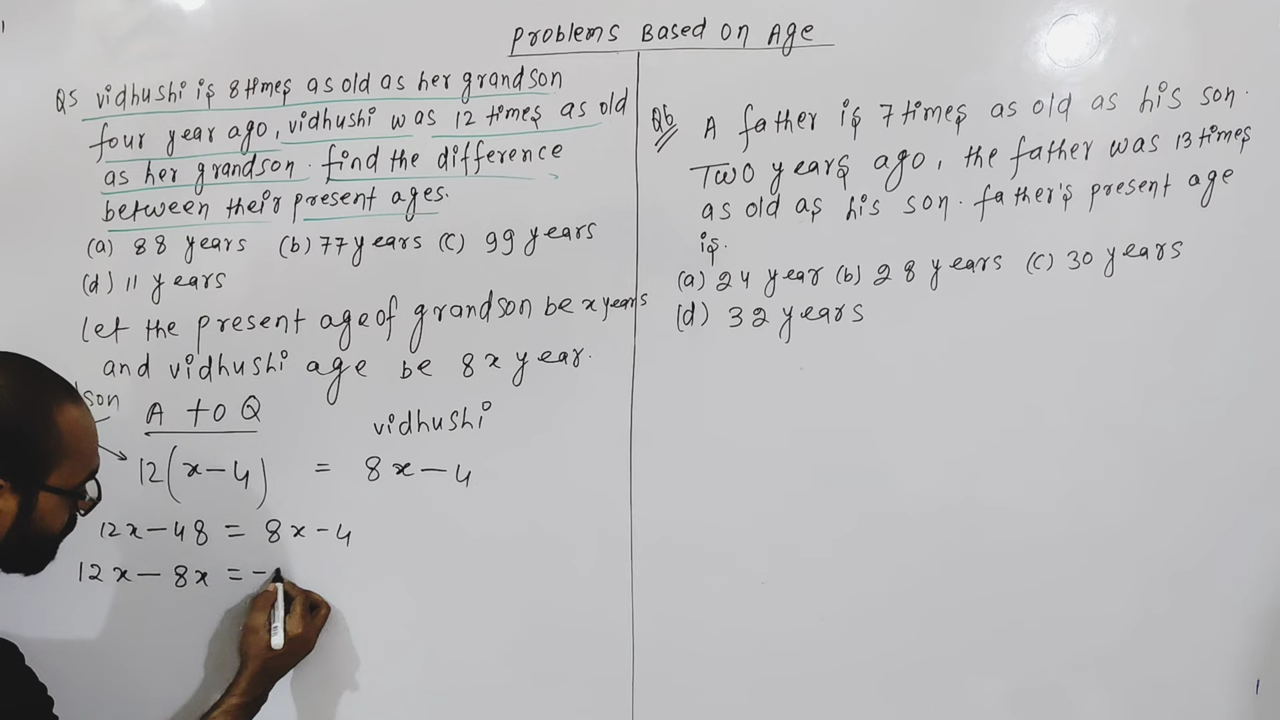 Problems Based On Age
Q5 vidhushi is 8 times as old as her grandson
four year ago, vidhushi was 12 times as old
as her grandson. find the difference
between their present ages.
(a) 88 years (b) 77 years (c) 99 years
(d) 11 years
Let the present age of grandson be x years
and vidhushi age be 8x year.
son
A to Q
vidhushi
12(x-4) = 8x-4
12x-48 = 8x-4
12x-8x = -
Q6 A father is 7 times as old as his son.
Two years ago, the father was 13 times
as old as his son. father's present age
is.
(a) 24 year (b) 28 years (c) 30 years
(d) 32 years